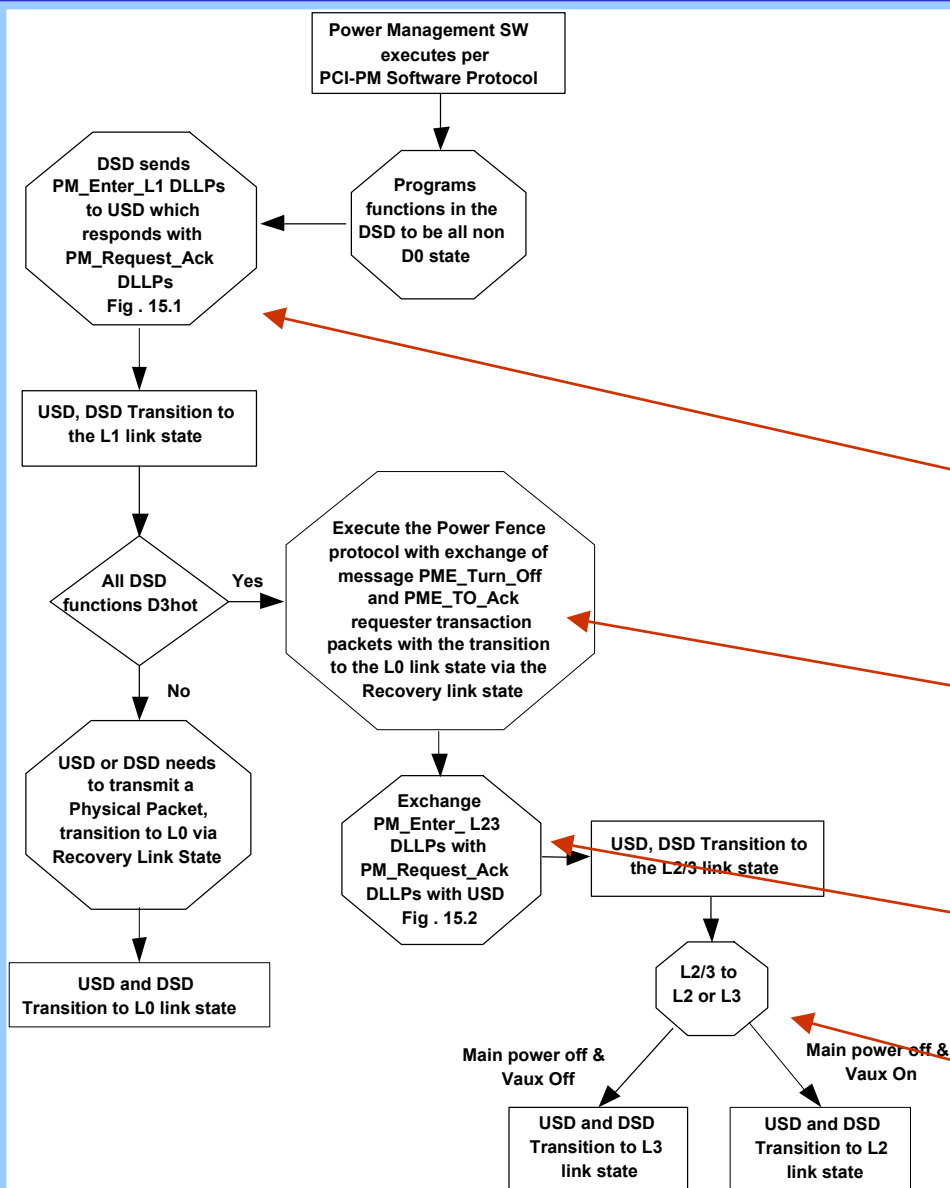 Power Management SW
executes per
PCI-PM Software Protocol
Programs
functions in the
DSD to be all non
D0 state
DSD sends
PM_Enter_L1 DLLPs
to USD which
responds with
PM_Request_Ack
DLLPs
Fig . 15.1
USD, DSD Transition to
the L1 link state
All DSD
functions D3hot
Yes
No
Execute the Power Fence
protocol with exchange of
message PME_Turn_Off
and PME_TO_Ack
requester transaction
packets with the transition
to the L0 link state via the
Recovery link state
USD or DSD needs
to transmit a
Physical Packet,
transition to L0 via
Recovery Link State
USD and DSD
Transition to L0 link state
Exchange
PM_Enter_ L23
DLLPs with
PM_Request_Ack
DLLPs with USD
Fig . 15.2
USD, DSD Transition to
the L2/3 link state
L2/3 to
L2 or L3
Main power off &
Vaux Off
Main power off &
Vaux On
USD and DSD
Transition to L3
link state
USD and DSD
Transition to L2
link state